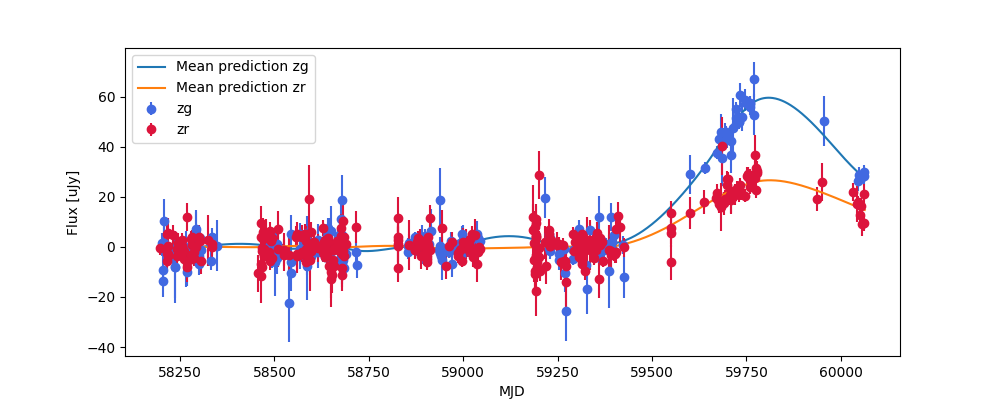 Mean prediction zg
Mean prediction zr
zg
zr
Flux [uJy]
60
40
20
0
−20
−40
58250
58500
58750
59000
59250
59500
59750
60000
MJD